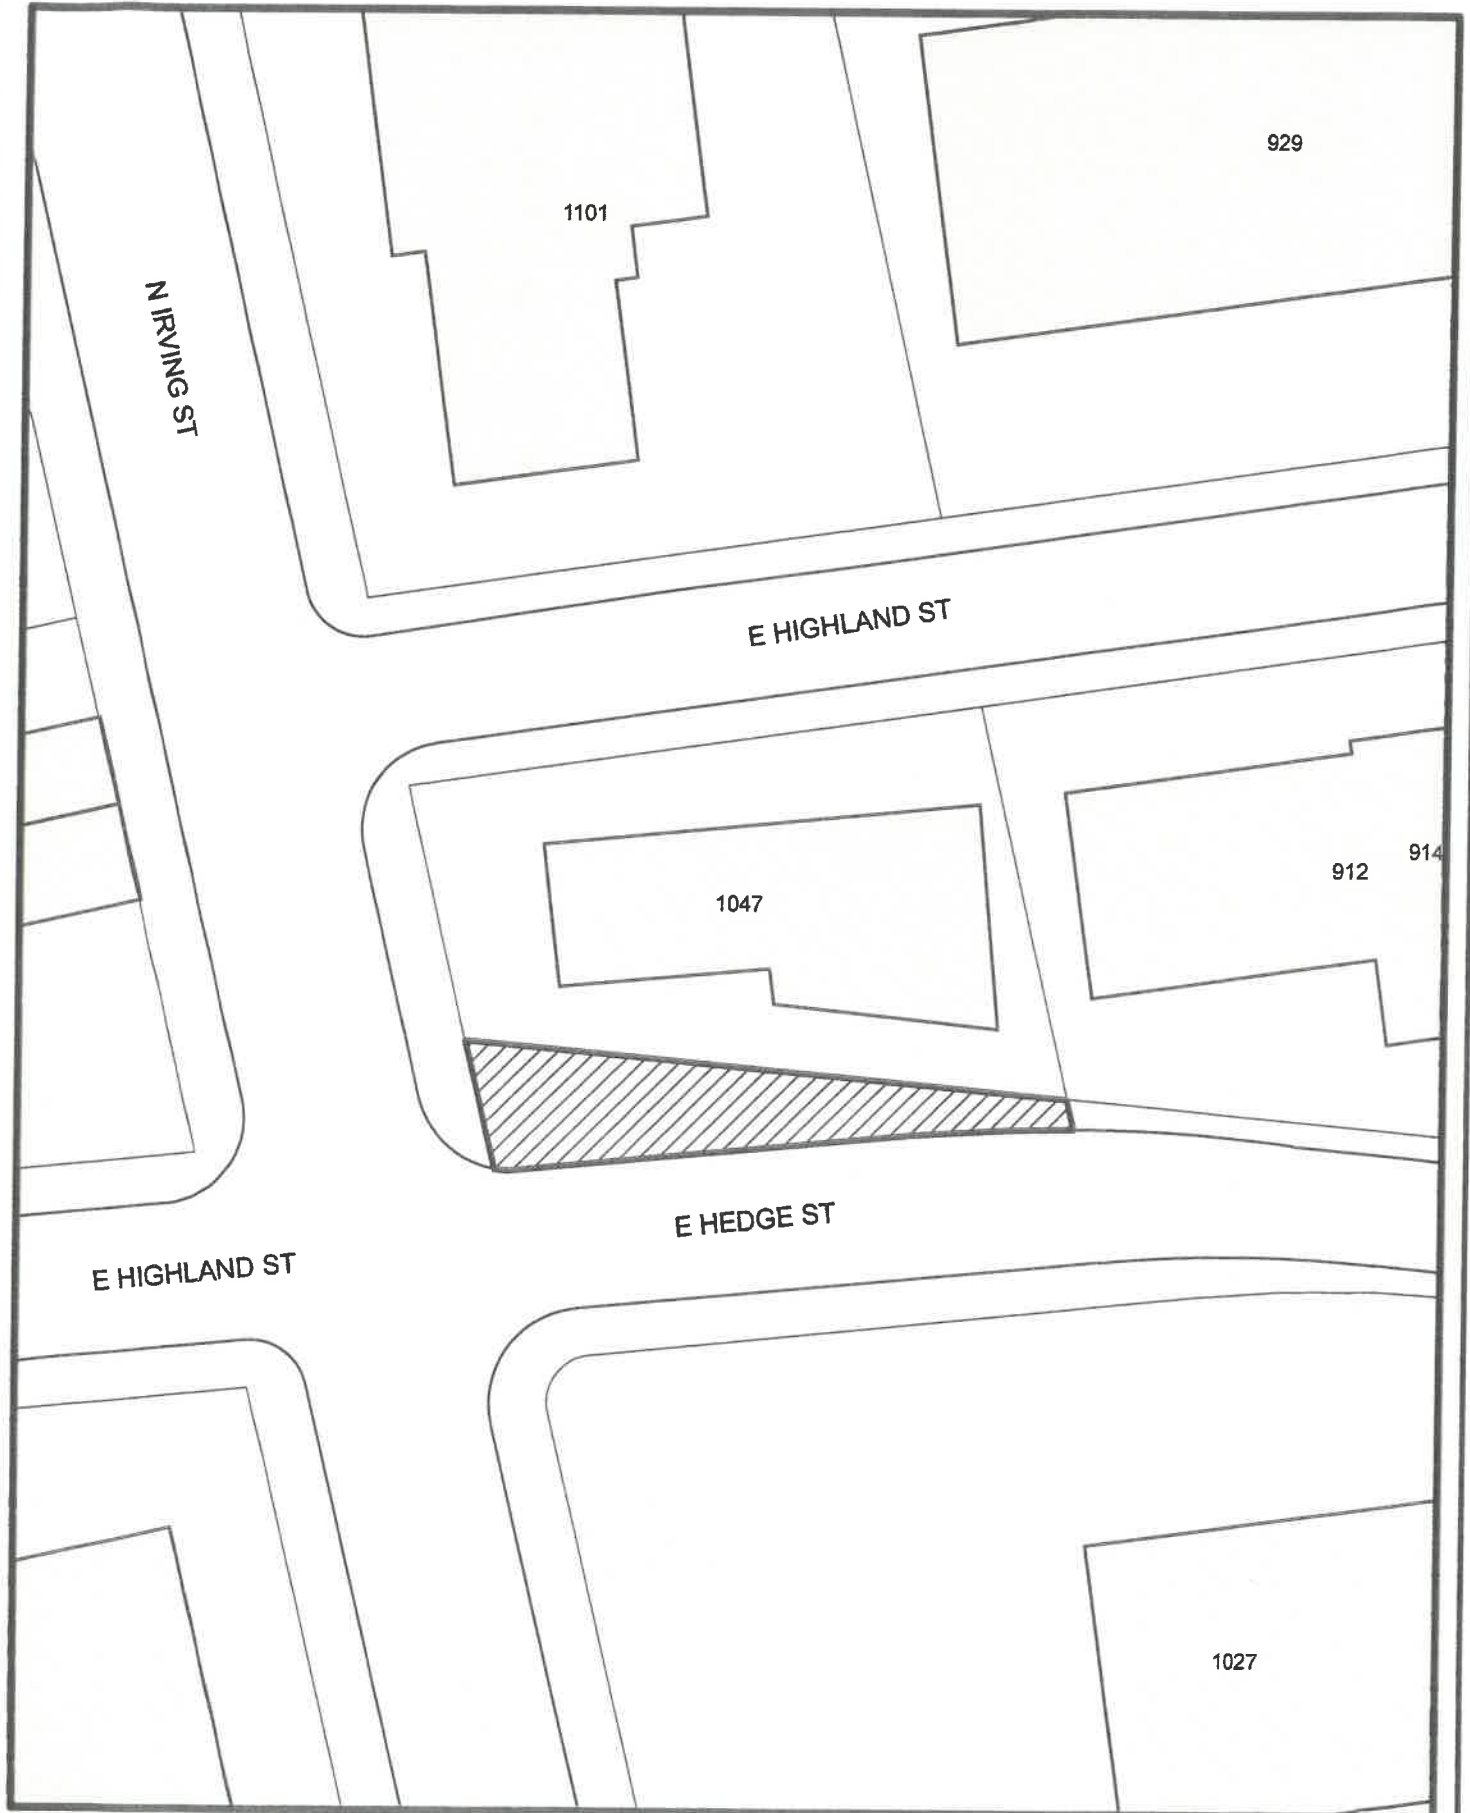 929
1101
N IRVING ST
E HIGHLAND ST
914
912
1047
E HEDGE ST
E HIGHLAND ST
1027